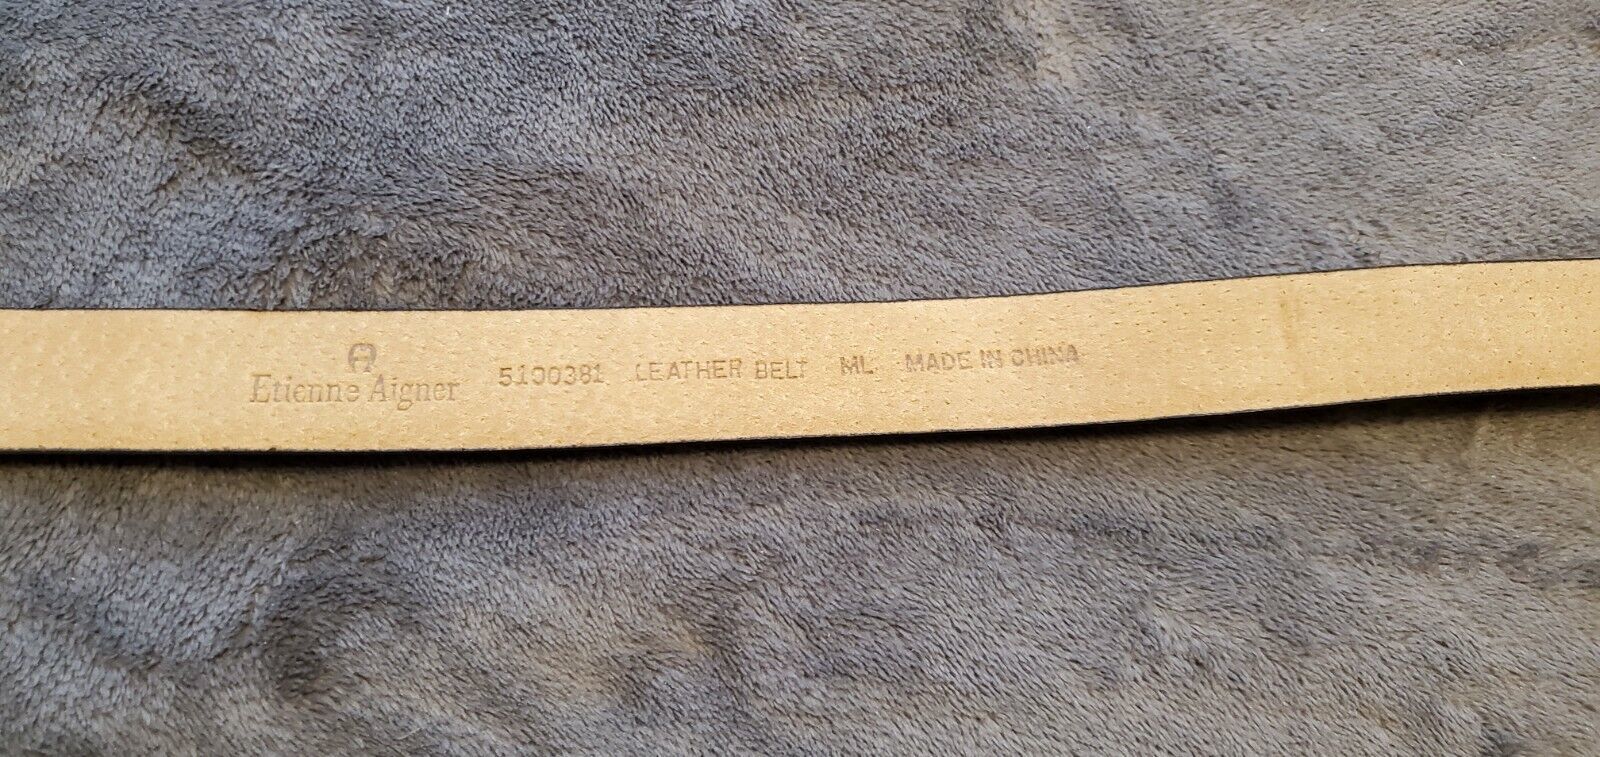 Etienne Aigner 5100381 LEATHER BELT ML MADE IN CHINA